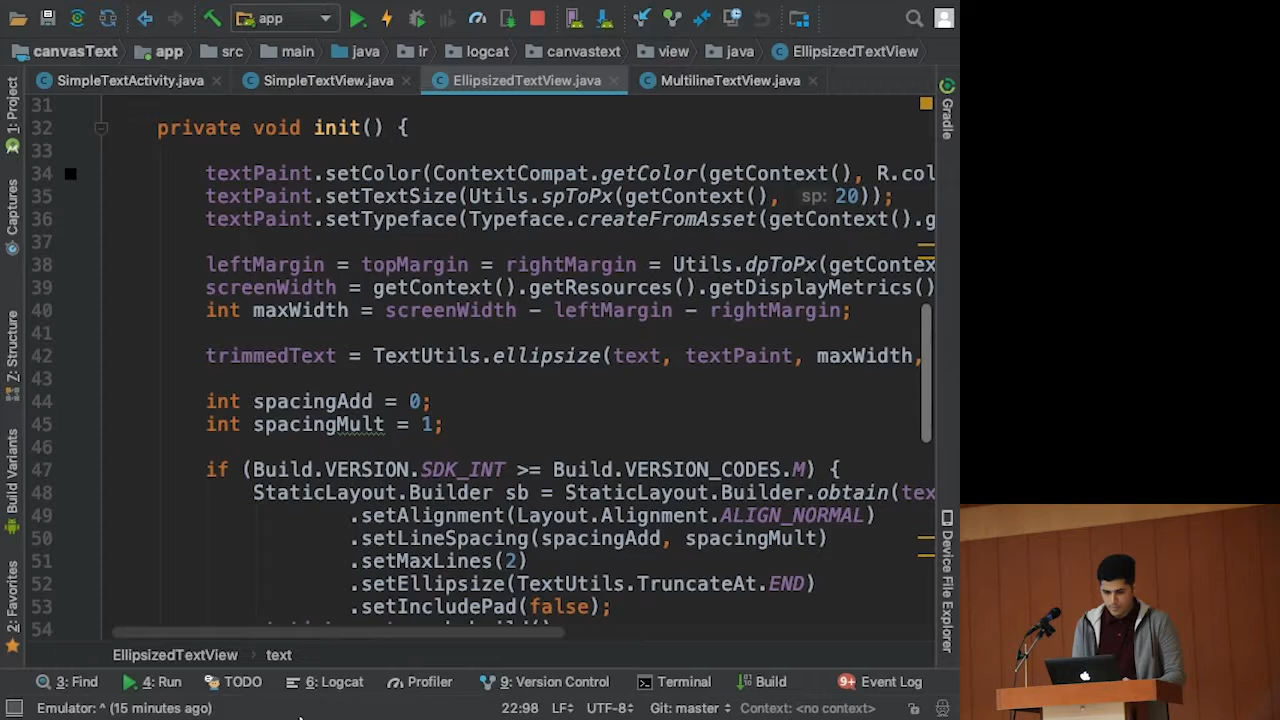 app
canvasText
app
src
main
java
ir
logcat
canvastext
view
java
EllipsizedTextView
SimpleTextActivity.java
SimpleTextView.java
EllipsizedTextView.java
MultilineTextView.java
1: Project
Captures
Z: Structure
Build Variants
2: Favorites
Gradle
Device File Explorer
31
32 private void init() {
33
34 textPaint.setColor(ContextCompat.getColor(getContext(), R.col
35 textPaint.setTextSize(Utils.spToPx(getContext(), sp: 20));
36 textPaint.setTypeface(Typeface.createFromAsset(getContext().g
37
38 leftMargin = topMargin = rightMargin = Utils.dpToPx(getContex
39 screenWidth = getContext().getResources().getDisplayMetrics()
40 int maxWidth = screenWidth - leftMargin - rightMargin;
41
42 trimmedText = TextUtils.ellipsize(text, textPaint, maxWidth,
43
44 int spacingAdd = 0;
45 int spacingMult = 1;
46
47 if (Build.VERSION.SDK_INT >= Build.VERSION_CODES.M) {
48 StaticLayout.Builder sb = StaticLayout.Builder.obtain(tex
49 .setAlignment(Layout.Alignment.ALIGN_NORMAL)
50 .setLineSpacing(spacingAdd, spacingMult)
51 .setMaxLines(2)
52 .setEllipsize(TextUtils.TruncateAt.END)
53 .setIncludePad(false);
54
EllipsizedTextView > text
3: Find 4: Run TODO 6: Logcat Profiler 9: Version Control Terminal Build 9+ Event Log
Emulator: ^ (15 minutes ago) 22:98 LF UTF-8 Git: master Context: <no context>